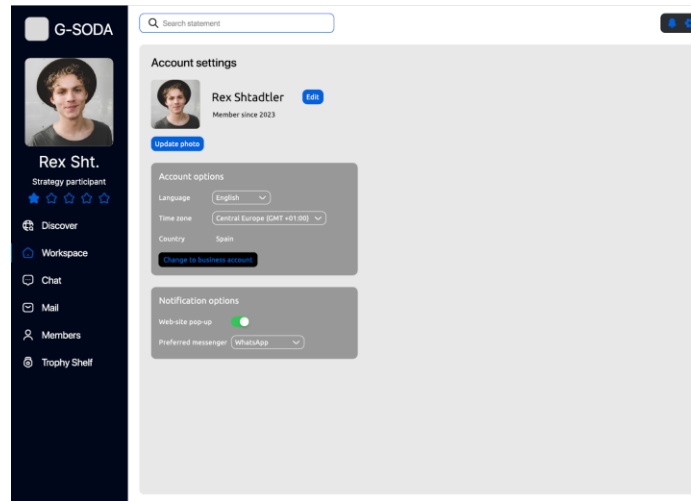 G-SODA
Rex Sht.
Strategy participant
Discover
Workspace
Chat
Mail
Members
Trophy Shelf
Search statement
Account settings
Rex Shtadtler Edit
Member since 2023
Update photo
Account options
Language English
Time zone Central Europe (GMT +01:00)
Country Spain
Change to business account
Notification options
Web-site pop-up
Preferred messenger WhatsApp